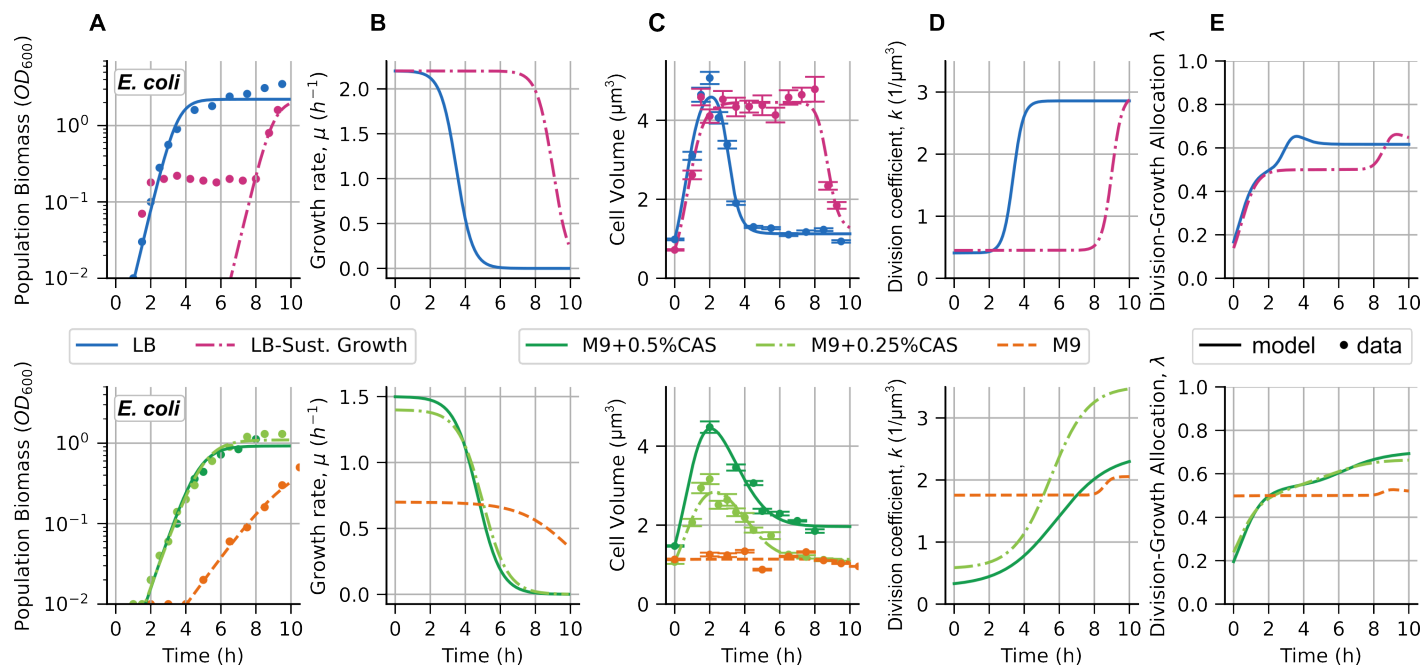 A B C D E
Population Biomass (OD600)
E. coli
10^0
10^-1
10^-2
0 2 4 6 8 10
Time (h)
Growth rate, μ (h^-1)
2.0
1.5
1.0
0.5
0.0
0 2 4 6 8 10
Time (h)
Cell Volume (μm³)
4
2
0
0 2 4 6 8 10
Time (h)
Division coefficient, k (1/μm³)
3
2
1
0
0 2 4 6 8 10
Time (h)
Division-Growth Allocation λ
1.0
0.8
0.6
0.4
0.2
0.0
0 2 4 6 8 10
Time (h)
LB LB-Sust. Growth
M9+0.5%CAS M9+0.25%CAS M9
model data
Population Biomass (OD600)
E. coli
10^0
10^-1
10^-2
0 2 4 6 8 10
Time (h)
Growth rate, μ (h^-1)
1.5
1.0
0.5
0.0
0 2 4 6 8 10
Time (h)
Cell Volume (μm³)
4
2
0
0 2 4 6 8 10
Time (h)
Division coefficient, k (1/μm³)
3
2
1
0
0 2 4 6 8 10
Time (h)
Division-Growth Allocation, λ
1.0
0.8
0.6
0.4
0.2
0.0
0 2 4 6 8 10
Time (h)